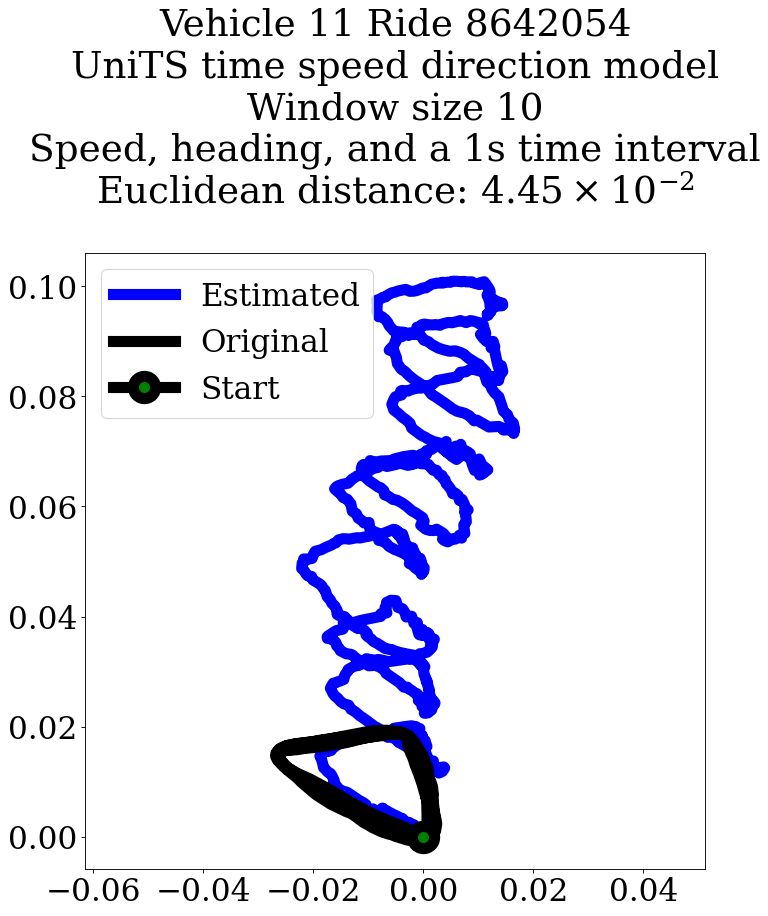 Vehicle 11 Ride 8642054
UniTS time speed direction model
Window size 10
Speed, heading, and a 1s time interval
Euclidean distance: 4.45 × 10⁻²
Estimated
Original
Start
0.10
0.08
0.06
0.04
0.02
0.00
−0.06 −0.04 −0.02 0.00 0.02 0.04